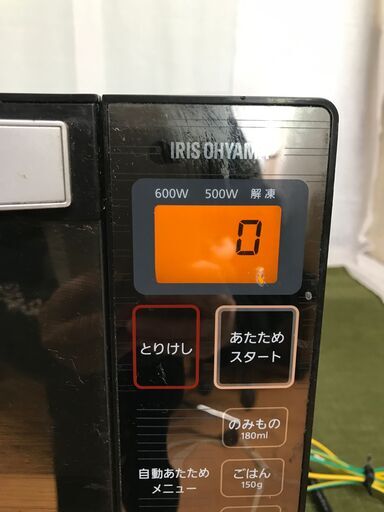 IRIS OHYAMA
600W 500W 解凍
0
とりけし
あたため
スタート
のみもの
180ml
自動あたため
メニュー
ごはん
150g